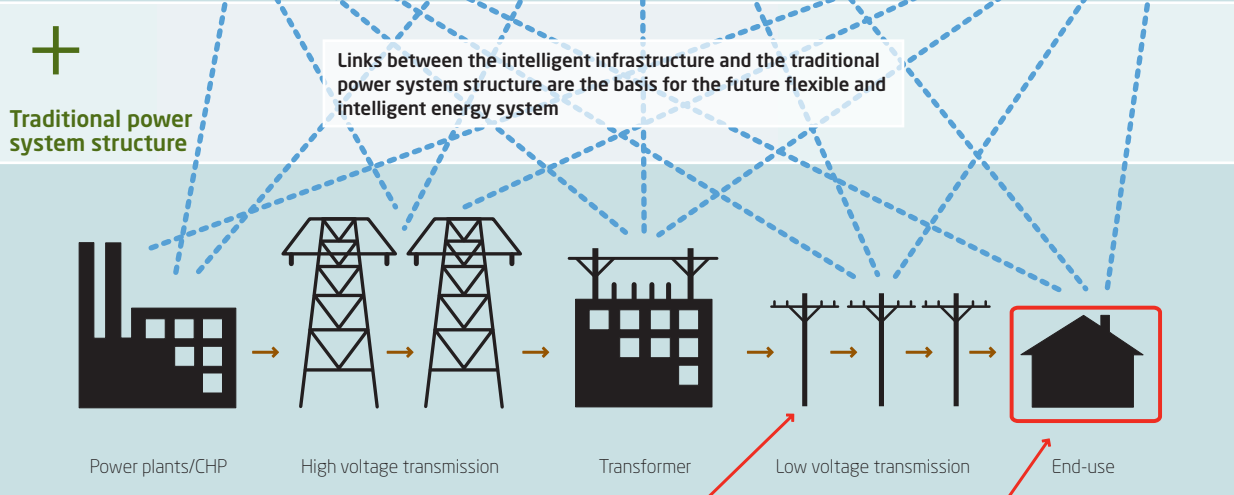 Links between the intelligent infrastructure and the traditional
power system structure are the basis for the future flexible and
intelligent energy system
Traditional power
system structure
Power plants/CHP
High voltage transmission
Transformer
Low voltage transmission
End-use